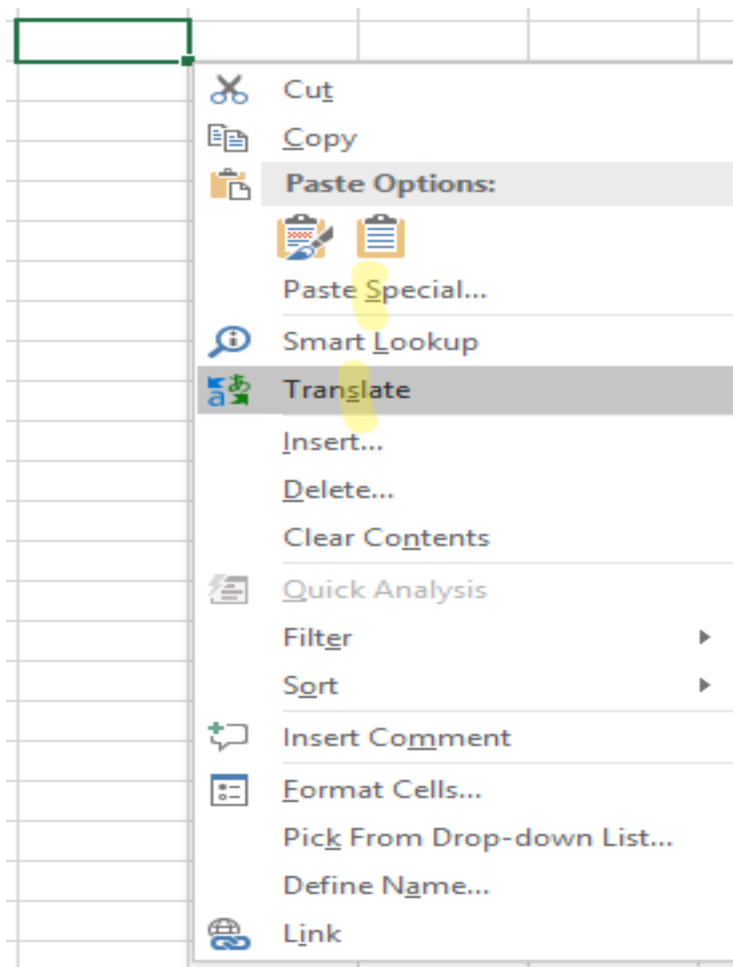 Cut
Copy
Paste Options:
Paste Special...
Smart Lookup
Translate
Insert...
Delete...
Clear Contents
Quick Analysis
Filter
Sort
Insert Comment
Format Cells...
Pick From Drop-down List...
Define Name...
Link